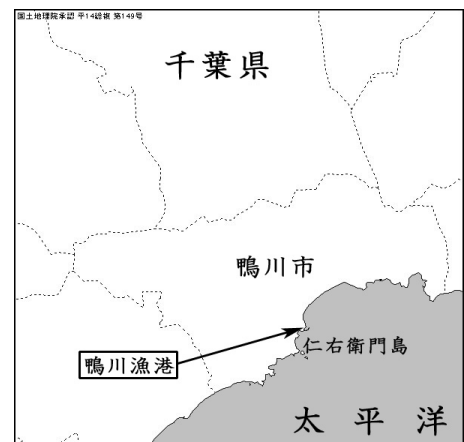 国土地理院承認 平14総複 第149号
千葉県
鴨川市
仁右衛門島
鴨川漁港
太平洋